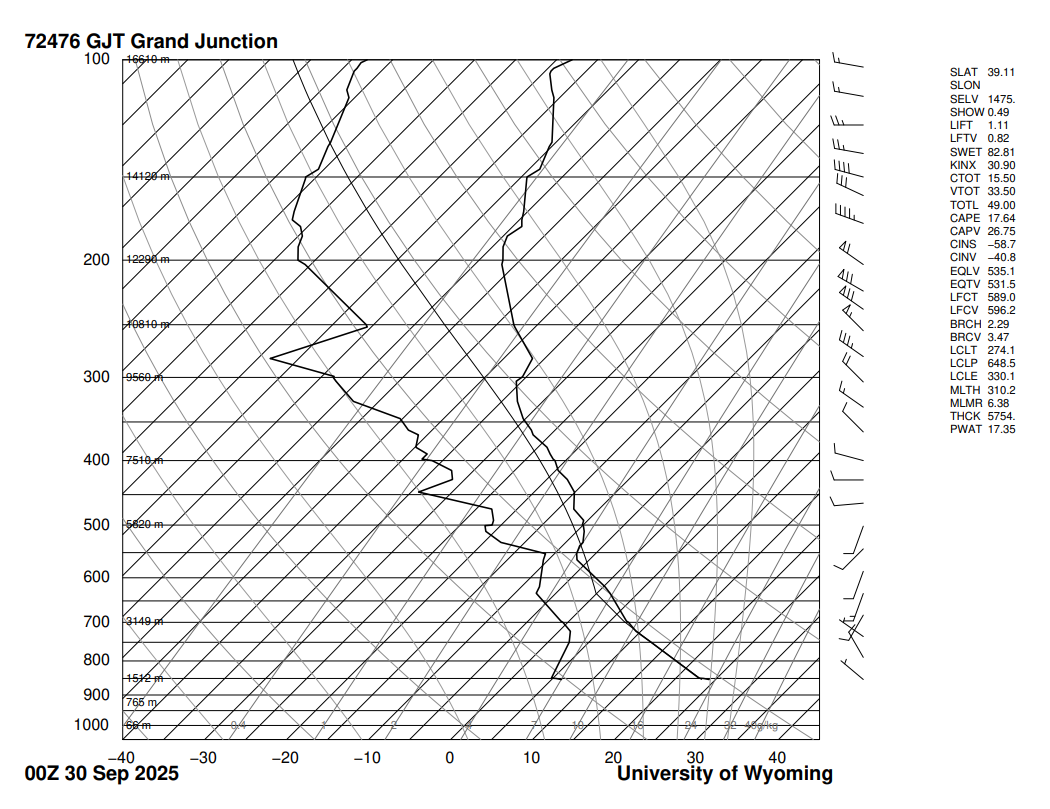 72476 GJT Grand Junction
100
16610 m
14120 m
200
12290 m
10810 m
300
9560 m
400
7510 m
500
5820 m
600
700
3149 m
800
1512 m
900
765 m
1000
66 m
0.4
1
2
4
7
10
16
24
32
40g/kg
−40
−30
−20
−10
0
10
20
30
40
00Z 30 Sep 2025
University of Wyoming
SLAT 39.11
SLON
SELV 1475.
SHOW 0.49
LIFT 1.11
LFTV 0.82
SWET 82.81
KINX 30.90
CTOT 15.50
VTOT 33.50
TOTL 49.00
CAPE 17.64
CAPV 26.75
CINS −58.7
CINV −40.8
EQLV 535.1
EQTV 531.5
LFCT 589.0
LFCV 596.2
BRCH 2.29
BRCV 3.47
LCLT 274.1
LCLP 648.5
LCLE 330.1
MLTH 310.2
MLMR 6.38
THCK 5754.
PWAT 17.35